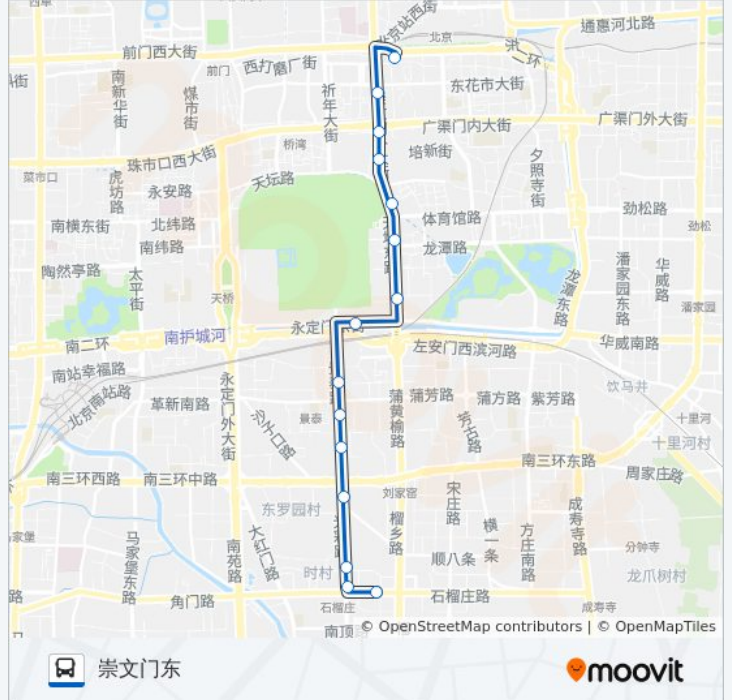 北京站西街
通惠河北路
前门西大街
北京
前门
西打磨厂街
东花市大街
南新华街
煤市街
祈年大街
广渠门内大街
广渠门外大街
桥湾
培新街
珠市口西大街
夕照寺街
菜市口
虎坊路
永安路
天坛路
北纬路
体育馆路
劲松路
劲松
南横东街
南纬路
龙潭路
陶然亭路
太平街
天桥
龙潭东路
潘家园东路
华威路
潘家园
南护城河
南二环
左安门西滨河路
华威南路
南站幸福路
北京南站路
革新南路
永定门外大街
沙子口路
景泰
蒲黄榆路
蒲芳路
蒲方路
紫芳路
芳古路
饮马井
十里河
十里河村
南三环西路
南三环中路
南三环东路
周家庄路
刘家窑
东罗园村
宋庄路
成寿寺路
榴乡路
横一条
方庄南路
马家堡东路
南苑路
大红门路
时村
顺八条
分钟寺
龙爪树村
角门路
石榴庄
石榴庄路
成寿寺
南顶
© OpenStreetMap contributors | © OpenMapTiles
崇文门东
moovit